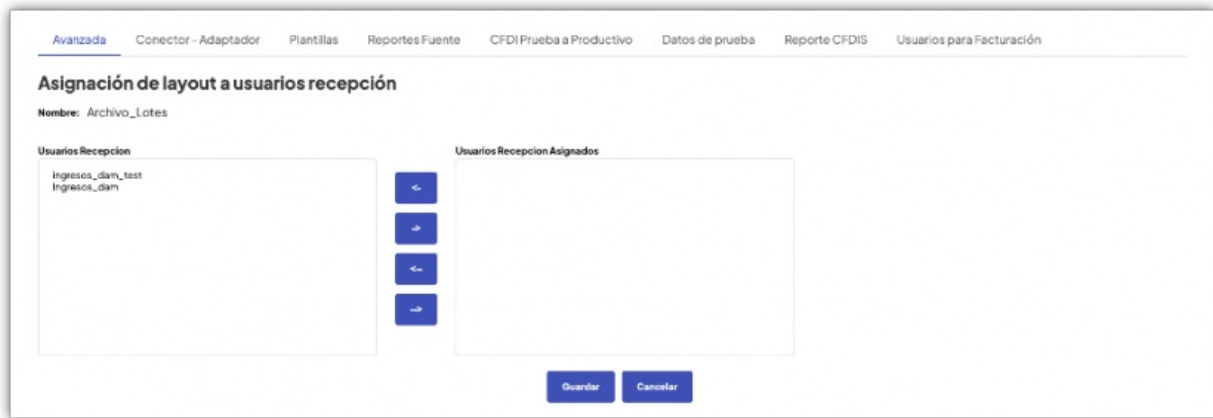 Avanzada Conector - Adaptador Plantillas Reportes Fuente CFDI Prueba a Productivo Datos de prueba Reporte CFDIS Usuarios para Facturación
Asignación de layout a usuarios recepción
Nombre: Archivo_Lotes
Usuarios Recepcion Usuarios Recepcion Asignados
ingresos_dam_test
Ingresos_dam
<-
->
<--
-->
Guardar Cancelar